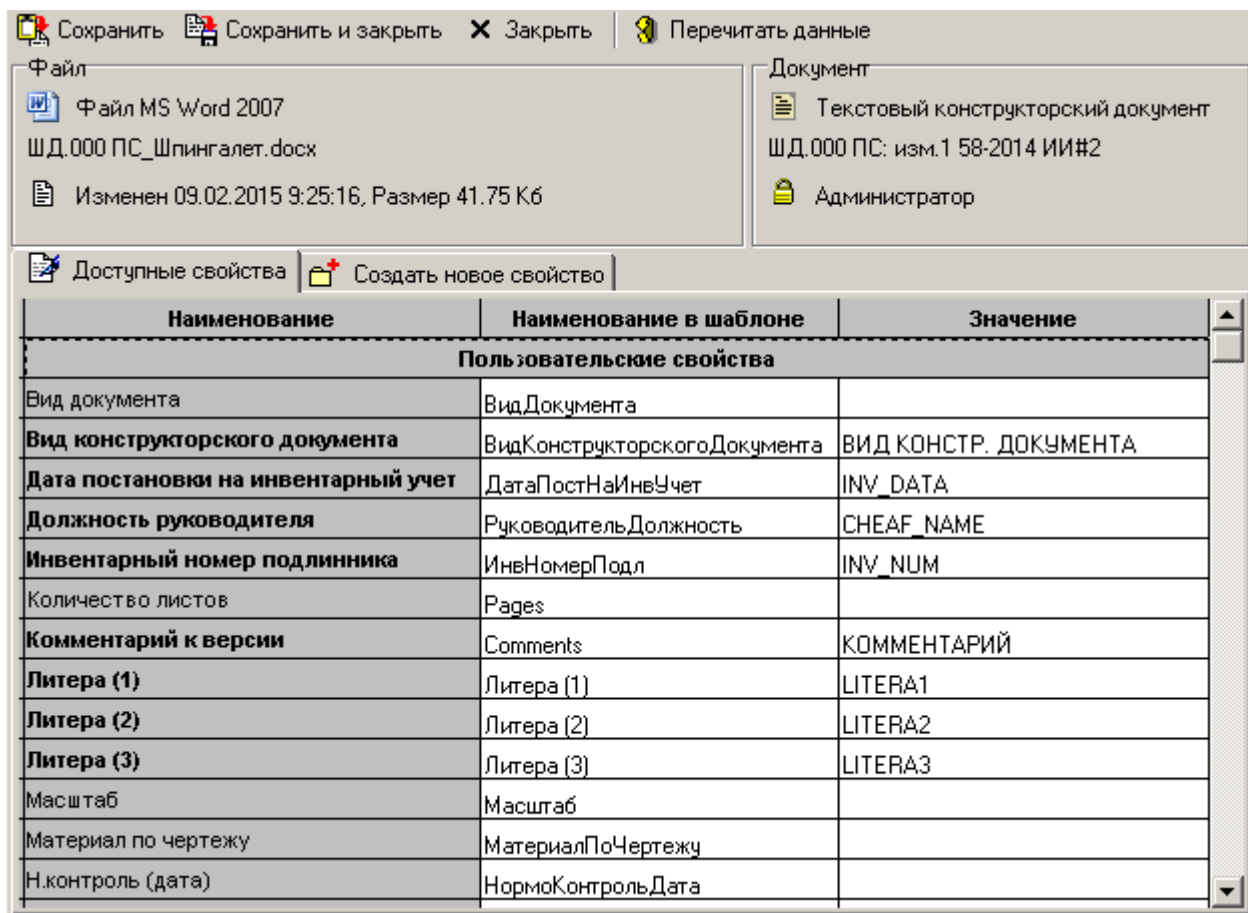 Сохранить Сохранить и закрыть Закрыть Перечитать данные
Файл Документ
Файл MS Word 2007 Текстовый конструкторский документ
ШД.000 ПС_Шпингалет.docx ШД.000 ПС: изм.1 58-2014 ИИ#2
Изменен 09.02.2015 9:25:16, Размер 41.75 Кб Администратор
Доступные свойства Создать новое свойство
Наименование Наименование в шаблоне Значение
Пользовательские свойства
Вид документа ВидДокумента
Вид конструкторского документа ВидКонструкторскогоДокумента ВИД КОНСТР. ДОКУМЕНТА
Дата постановки на инвентарный учет ДатаПостНаИнвУчет INV_DATA
Должность руководителя РуководительДолжность CHEAF_NAME
Инвентарный номер подлинника ИнвНомерПодл INV_NUM
Количество листов Pages
Комментарий к версии Comments КОММЕНТАРИЙ
Литера (1) Литера (1) LITERA1
Литера (2) Литера (2) LITERA2
Литера (3) Литера (3) LITERA3
Масштаб Масштаб
Материал по чертежу МатериалПоЧертежу
Н.контроль (дата) НормоКонтрольДата